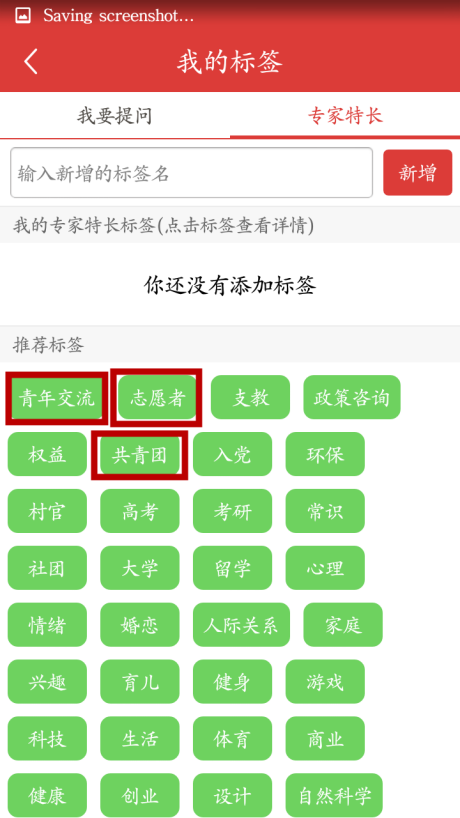 Saving screenshot...
我的标签
我要提问 专家特长
输入新增的标签名 新增
我的专家特长标签(点击标签查看详情)
你还没有添加标签
推荐标签
青年交流 志愿者 支教 政策咨询
权益 共青团 入党 环保
村官 高考 考研 常识
社团 大学 留学 心理
情绪 婚恋 人际关系 家庭
兴趣 育儿 健身 游戏
科技 生活 体育 商业
健康 创业 设计 自然科学